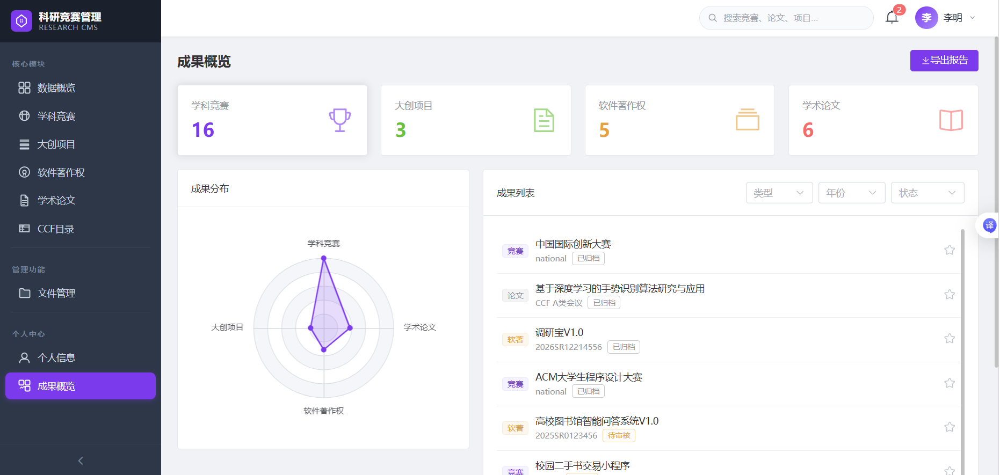 科研竞赛管理
RESEARCH CMS
搜索竞赛、论文、项目...
2
李
李明
核心模块
数据概览
学科竞赛
大创项目
软件著作权
学术论文
CCF目录
管理功能
文件管理
个人中心
个人信息
成果概览
成果概览
导出报告
学科竞赛
16
大创项目
3
软件著作权
5
学术论文
6
成果分布
学科竞赛
大创项目
学术论文
软件著作权
成果列表
类型
年份
状态
译
竞赛
中国国际创新大赛
national 已归档
论文
基于深度学习的手势识别算法研究与应用
CCF A类会议 已归档
软著
调研宝V1.0
2026SR12214556 已归档
竞赛
ACM大学生程序设计大赛
national 已归档
软著
高校图书馆智能问答系统V1.0
2025SR0123456 待审核
竞赛
校园二手书交易小程序